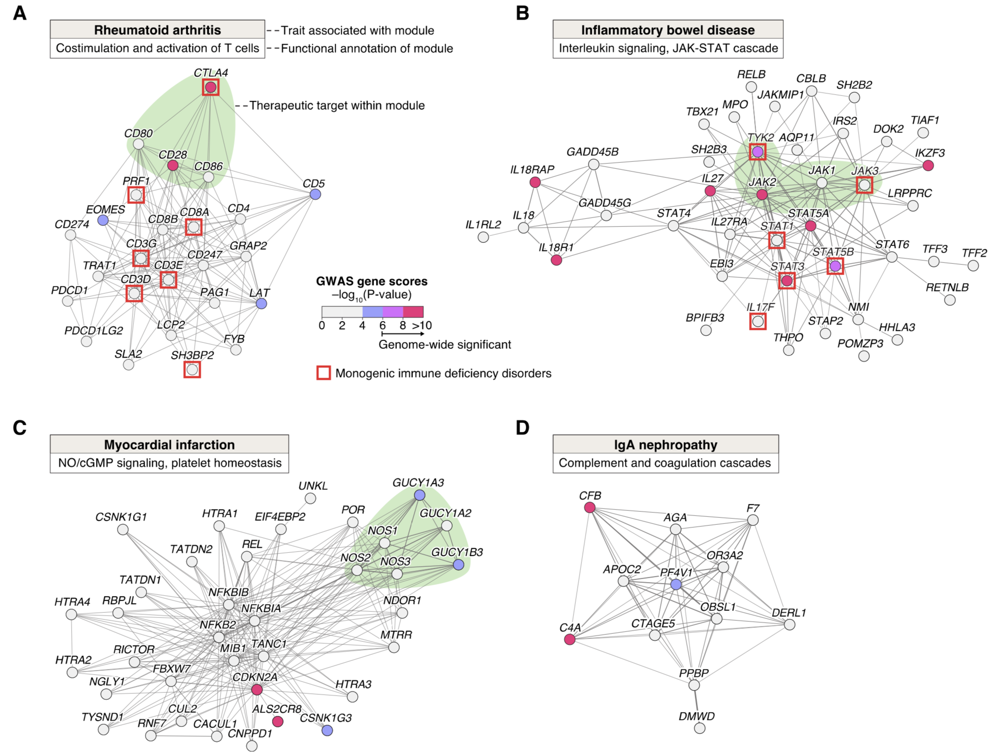 A
Rheumatoid arthritis
Costimulation and activation of T cells
Trait associated with module
Functional annotation of module
CTLA4
Therapeutic target within module
CD80
CD28
CD86
PRF1
CD5
EOMES
CD8B
CD8A
CD4
CD274
CD3G
GRAP2
CD247
TRAT1
CD3E
CD3D
PDCD1
PAG1
LAT
PDCD1LG2
LCP2
FYB
SLA2
SH3BP2
GWAS gene scores
–log10(P-value)
0 2 4 6 8 >10
Genome-wide significant
Monogenic immune deficiency disorders
B
Inflammatory bowel disease
Interleukin signaling, JAK-STAT cascade
RELB
CBLB
SH2B2
JAKMIP1
MPO
TBX21
IRS2
TIAF1
DOK2
TYK2
AQP11
SH2B3
GADD45B
IKZF3
IL18RAP
JAK1
JAK3
IL27
JAK2
LRPPRC
GADD45G
IL18
STAT4
STAT5A
IL1RL2
IL27RA
STAT1
IL18R1
STAT6
TFF3
TFF2
STAT5B
EBI3
STAT3
RETNLB
IL17F
NMI
BPIFB3
STAP2
HHLA3
THPO
POMZP3
C
Myocardial infarction
NO/cGMP signaling, platelet homeostasis
UNKL
GUCY1A3
CSNK1G1
HTRA1
EIF4EBP2
POR
GUCY1A2
NOS1
TATDN2
REL
NOS2
NOS3
GUCY1B3
TATDN1
NFKBIB
HTRA4
RBPJL
NDOR1
NFKBIA
NFKB2
MTRR
MIB1
TANC1
RICTOR
HTRA2
FBXW7
CDKN2A
NGLY1
HTRA3
CUL2
ALS2CR8
TYSND1
RNF7
CACUL1
CSNK1G3
CNPPD1
D
IgA nephropathy
Complement and coagulation cascades
CFB
F7
AGA
OR3A2
APOC2
PF4V1
OBSL1
DERL1
CTAGE5
C4A
PPBP
DMWD